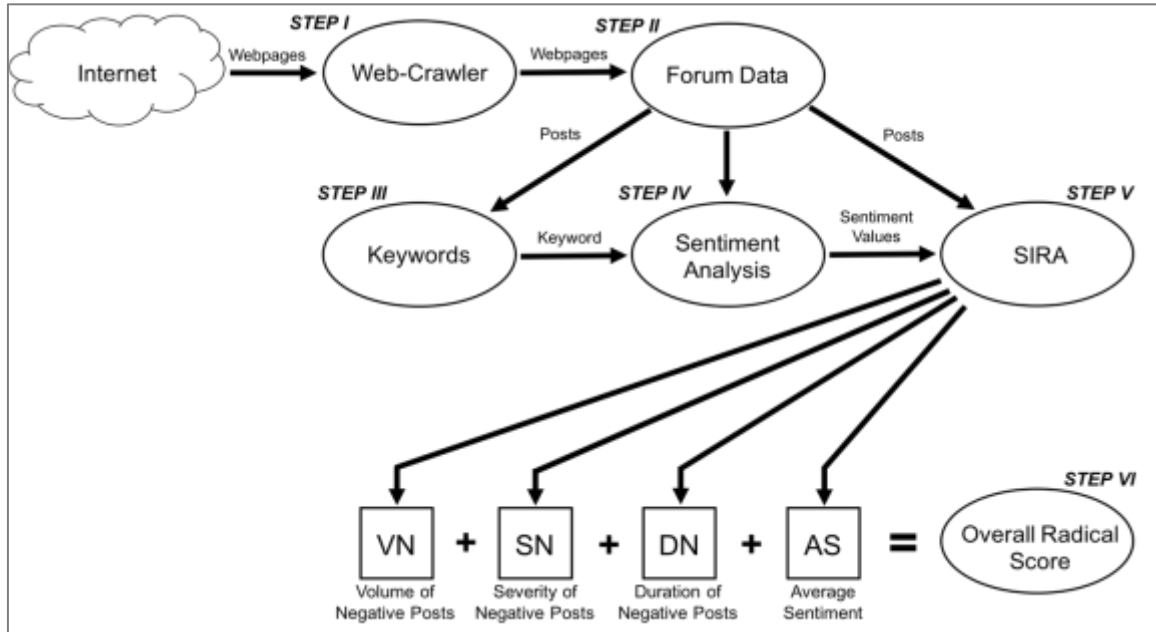 STEP I
STEP II
Internet
Webpages
Web-Crawler
Webpages
Forum Data
Posts
Posts
STEP III
STEP IV
STEP V
Keywords
Keyword
Sentiment
Analysis
Sentiment
Values
SIRA
STEP VI
VN
+
SN
+
DN
+
AS
=
Overall Radical
Score
Volume of
Negative Posts
Severity of
Negative Posts
Duration of
Negative Posts
Average
Sentiment